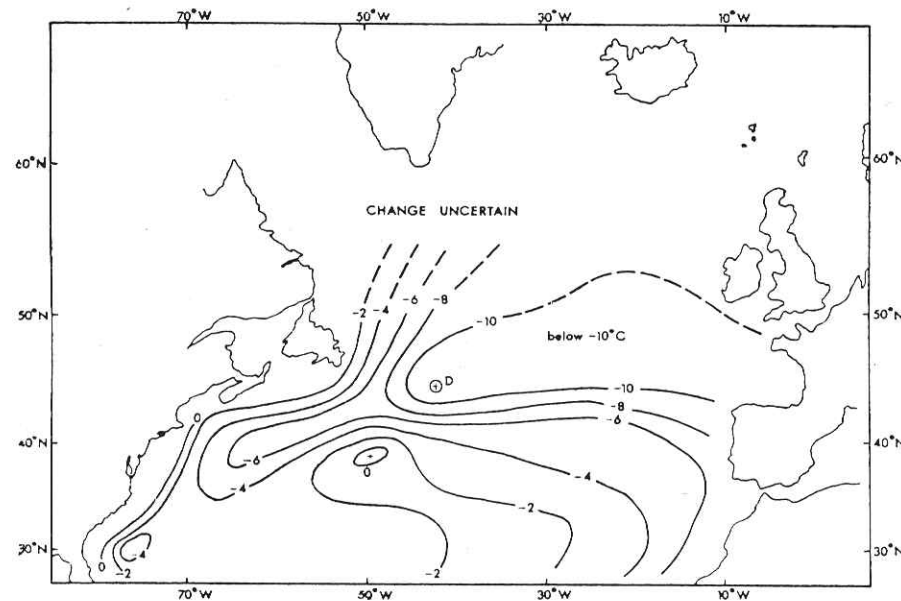 70°W 50°W 30°W 10°W
60°N 60°N
CHANGE UNCERTAIN
50°N 50°N
-2 -4 -6 -8
-10
below -10°C
D
-10
-8
-6
0
40°N 40°N
-6
-4
0
-4
-2
30°N 30°N
-4
0
-2
-2
70°W 50°W 30°W 10°W